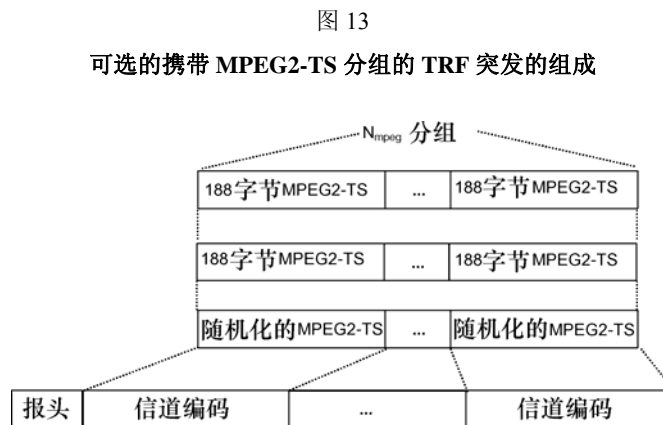 图 13
可选的携带 MPEG2-TS 分组的 TRF 突发的组成
Nmpeg 分组
188字节MPEG2-TS ... 188字节MPEG2-TS
188字节MPEG2-TS ... 188字节MPEG2-TS
随机化的MPEG2-TS ... 随机化的MPEG2-TS
报头 信道编码 ... 信道编码